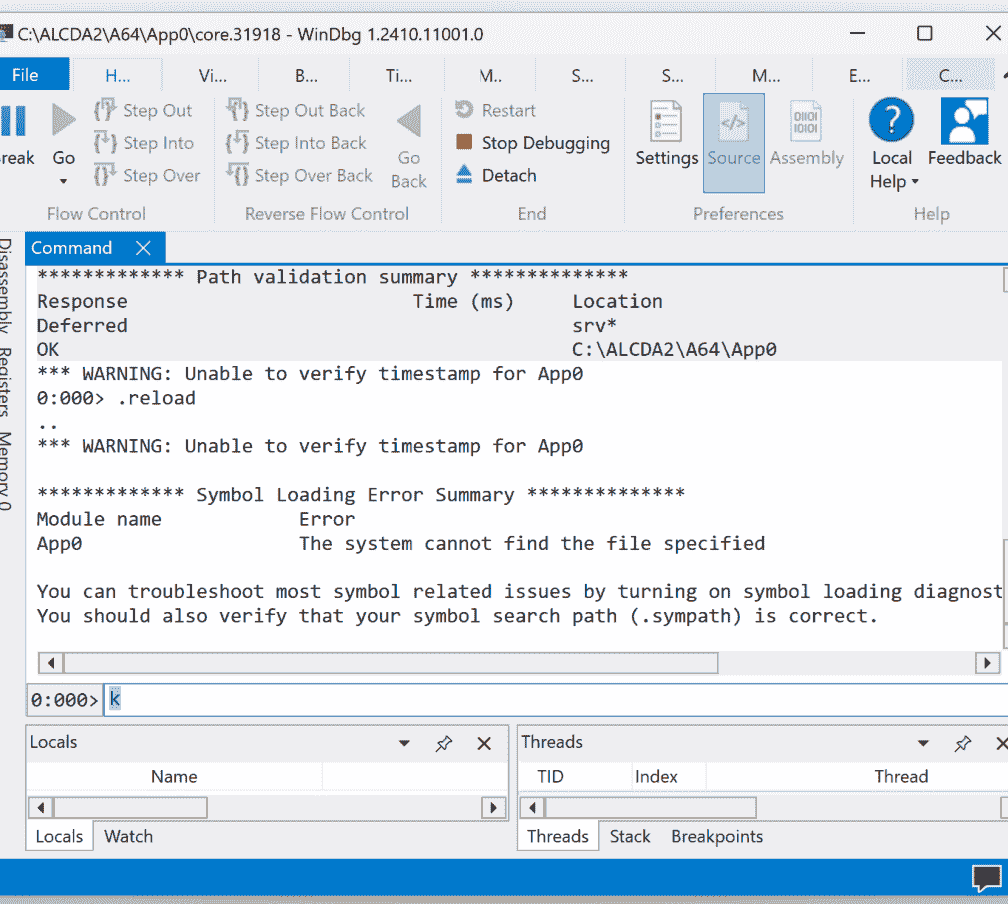 C:\ALCDA2\A64\App0\core.31918 - WinDbg 1.2410.11001.0
File H... Vi... B... Ti... M.. S... S... M... E... C...
Step Out Step Out Back Restart
Step Into Step Into Back Stop Debugging
reak Go Step Over Step Over Back Go Back Detach Settings Source Assembly Local Help Feedback
Flow Control Reverse Flow Control End Preferences Help
Disassembly Registers Memory 0
Command
************* Path validation summary **************
Response Time (ms) Location
Deferred srv*
OK C:\ALCDA2\A64\App0
*** WARNING: Unable to verify timestamp for App0
0:000> .reload
..
*** WARNING: Unable to verify timestamp for App0
************* Symbol Loading Error Summary **************
Module name Error
App0 The system cannot find the file specified
You can troubleshoot most symbol related issues by turning on symbol loading diagnost
You should also verify that your symbol search path (.sympath) is correct.
0:000> k
Locals Threads
Name TID Index Thread
Locals Watch Threads Stack Breakpoints